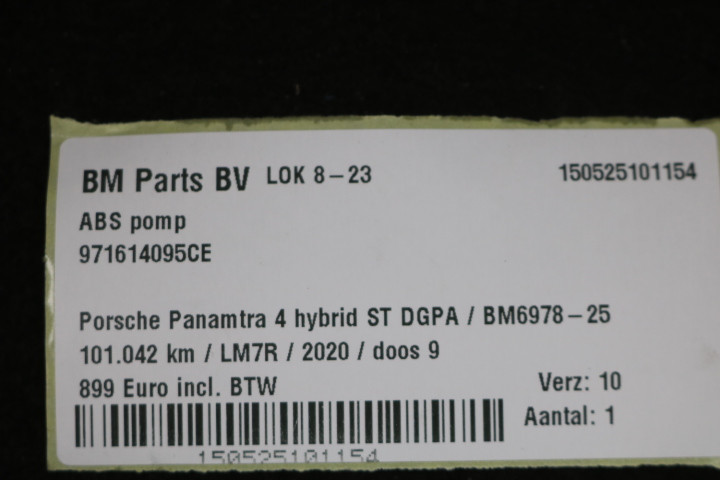 BM Parts BV LOK 8-23 150525101154
ABS pomp
971614095CE
Porsche Panamtra 4 hybrid ST DGPA / BM6978-25
101.042 km / LM7R / 2020 / doos 9
899 Euro incl. BTW Verz: 10
Aantal: 1
150525101154